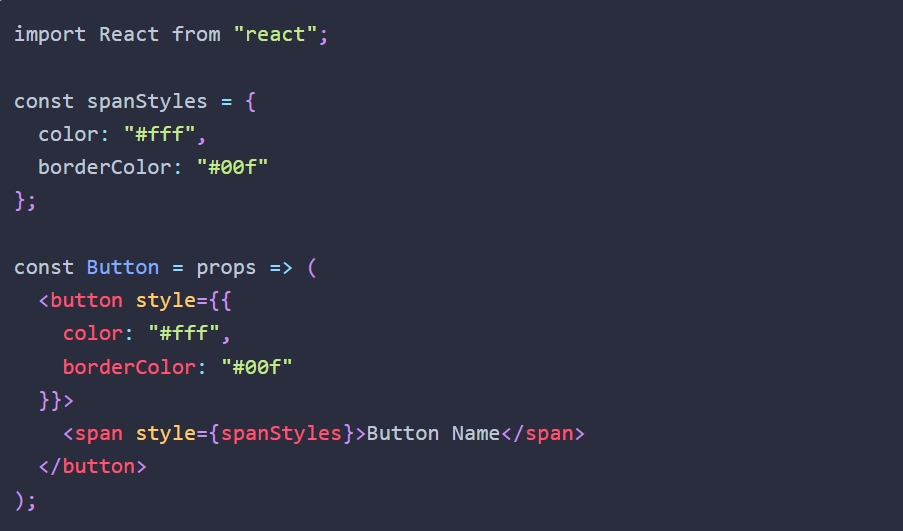 import React from "react";
const spanStyles = {
  color: "#fff",
  borderColor: "#00f"
};
const Button = props => (
  <button style={{
    color: "#fff",
    borderColor: "#00f"
  }}>
    <span style={spanStyles}>Button Name</span>
  </button>
);